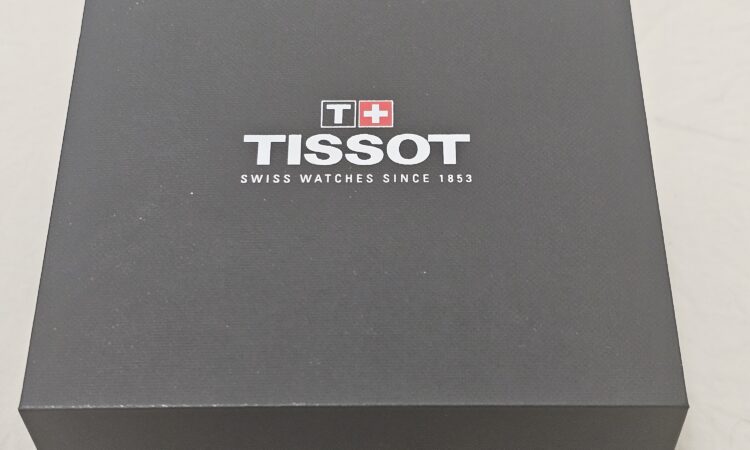 T+
TISSOT
SWISS WATCHES SINCE 1853